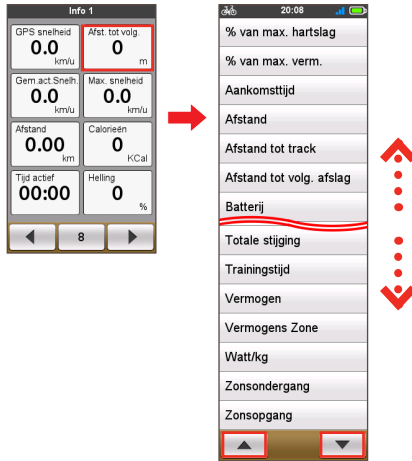 Info 1
GPS snelheid
0.0
km/u
Afst. tot volg.
0
m
Gem.act.Snelh.
0.0
km/u
Max. snelheid
0.0
km/u
Afstand
0.00
km
Calorieën
0
KCal
Tijd actief
00:00
Helling
0
%
8
20:08
% van max. hartslag
% van max. verm.
Aankomsttijd
Afstand
Afstand tot track
Afstand tot volg. afslag
Batterij
Totale stijging
Trainingstijd
Vermogen
Vermogens Zone
Watt/kg
Zonsondergang
Zonsopgang